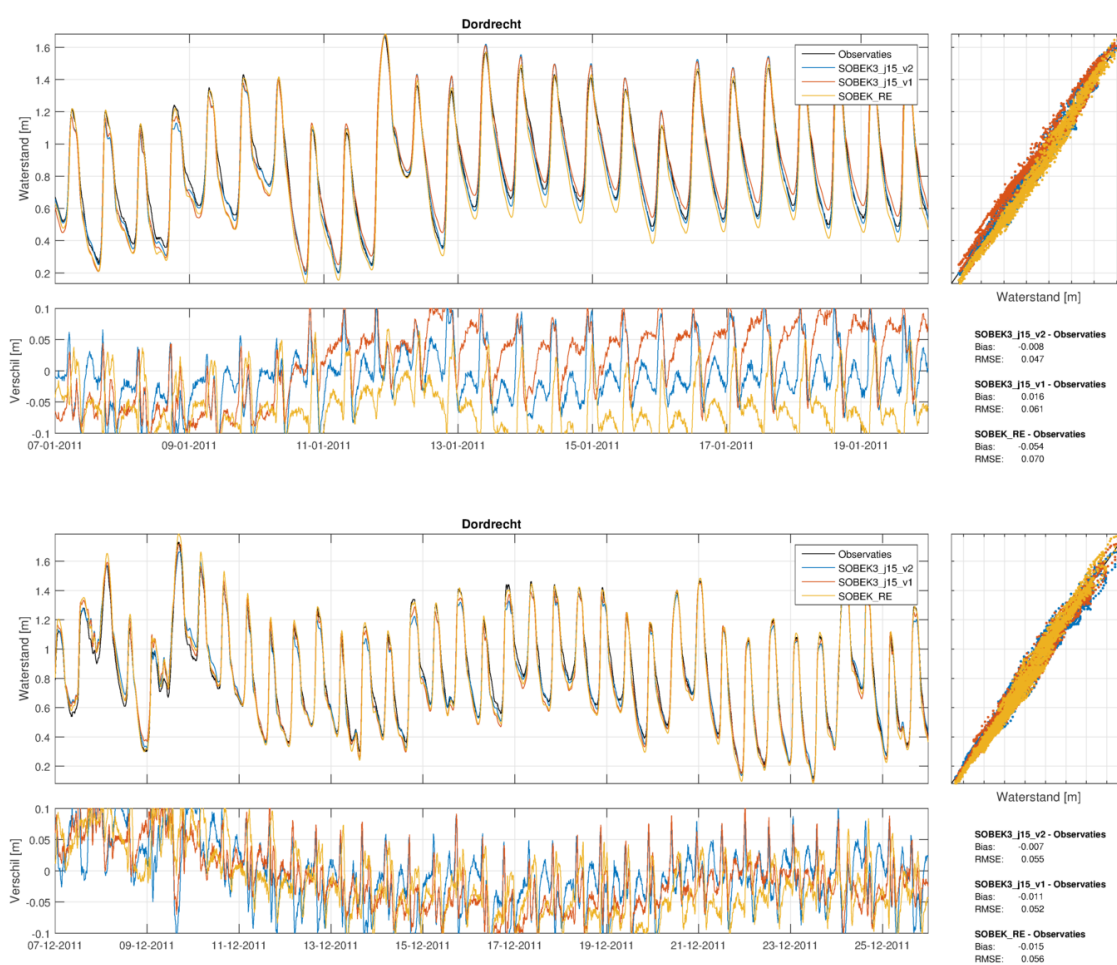 Dordrecht
Waterstand [m]
1.6
1.4
1.2
1
0.8
0.6
0.4
0.2
Observaties
SOBEK3_j15_v2
SOBEK3_j15_v1
SOBEK_RE
Waterstand [m]
Verschil [m]
0.1
0.05
0
-0.05
-0.1
07-01-2011 09-01-2011 11-01-2011 13-01-2011 15-01-2011 17-01-2011 19-01-2011
SOBEK3_j15_v2 - Observaties
Bias: -0.008
RMSE: 0.047
SOBEK3_j15_v1 - Observaties
Bias: 0.016
RMSE: 0.061
SOBEK_RE - Observaties
Bias: -0.054
RMSE: 0.070
Dordrecht
Waterstand [m]
1.6
1.4
1.2
1
0.8
0.6
0.4
0.2
Observaties
SOBEK3_j15_v2
SOBEK3_j15_v1
SOBEK_RE
Waterstand [m]
Verschil [m]
0.1
0.05
0
-0.05
-0.1
07-12-2011 09-12-2011 11-12-2011 13-12-2011 15-12-2011 17-12-2011 19-12-2011 21-12-2011 23-12-2011 25-12-2011
SOBEK3_j15_v2 - Observaties
Bias: -0.007
RMSE: 0.055
SOBEK3_j15_v1 - Observaties
Bias: -0.011
RMSE: 0.052
SOBEK_RE - Observaties
Bias: -0.015
RMSE: 0.056